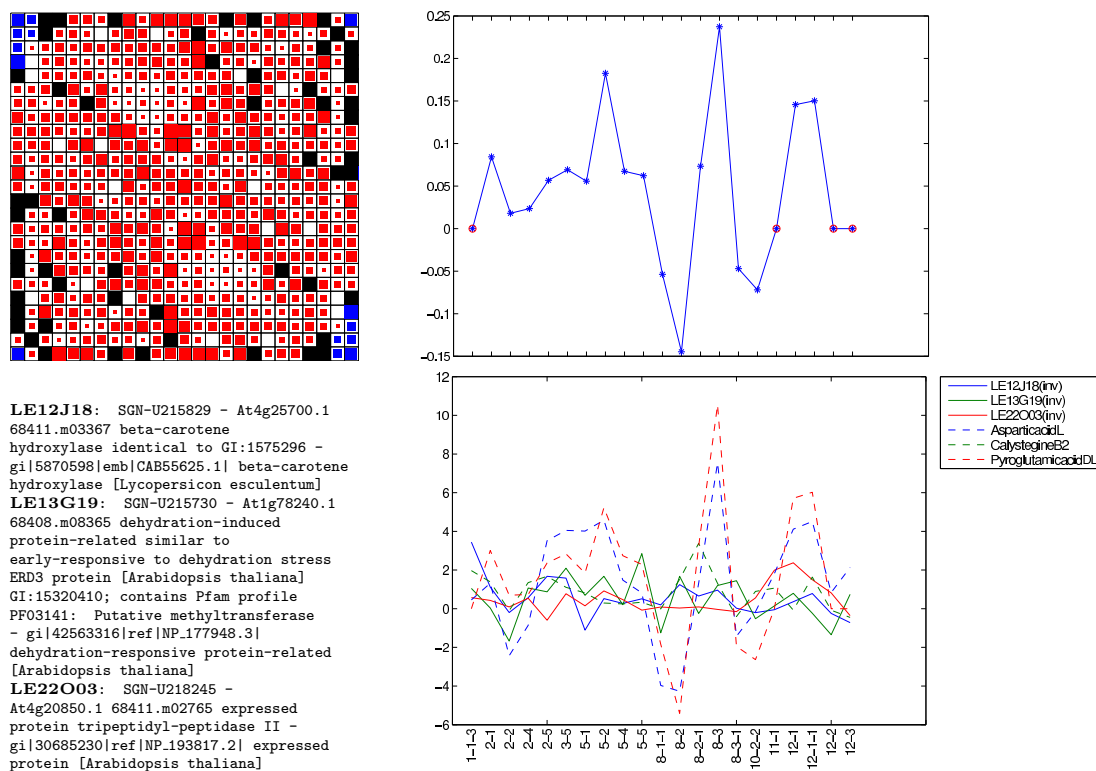 0.25
0.2
0.15
0.1
0.05
0
-0.05
-0.1
-0.15
LE12J18: SGN-U215829 - At4g25700.1
68411.m03367 beta-carotene
hydroxylase identical to GI:1575296 -
gi|5870598|emb|CAB55625.1| beta-carotene
hydroxylase [Lycopersicon esculentum]
LE13G19: SGN-U215730 - At1g78240.1
68408.m08365 dehydration-induced
protein-related similar to
early-responsive to dehydration stress
ERD3 protein [Arabidopsis thaliana]
GI:15320410; contains Pfam profile
PF03141: Putative methyltransferase
- gi|42563316|ref|NP_177948.3|
dehydration-responsive protein-related
[Arabidopsis thaliana]
LE22O03: SGN-U218245 -
At4g20850.1 68411.m02765 expressed
protein tripeptidyl-peptidase II -
gi|30685230|ref|NP_193817.2| expressed
protein [Arabidopsis thaliana]
12
10
8
6
4
2
0
-2
-4
-6
1-1-3
2-1
2-2
2-4
2-5
3-5
5-1
5-2
5-4
5-5
8-1-1
8-2
8-2-1
8-3
8-3-1
10-2-2
11-1
12-1
12-1-1
12-2
12-3
LE12J18(inv)
LE13G19(inv)
LE22O03(inv)
AsparticacidL
CalystegineB2
PyroglutamicacidDL